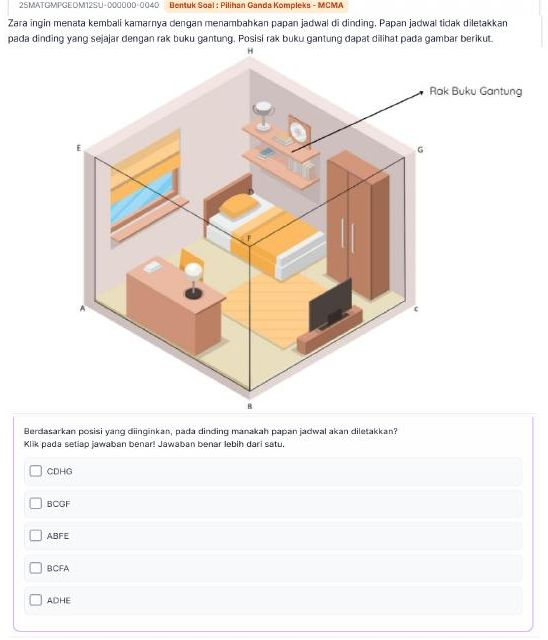 25MATGMPGEOM12SU-000000-0040 Bentuk Soal : Pilihan Ganda Kompleks - MCMA
Zara ingin menata kembali kamarnya dengan menambahkan papan jadwal di dinding. Papan jadwal tidak diletakkan
pada dinding yang sejajar dengan rak buku gantung. Posisi rak buku gantung dapat dilihat pada gambar berikut.
H
Rak Buku Gantung
E
G
D
F
A
C
B
Berdasarkan posisi yang diinginkan, pada dinding manakah papan jadwal akan diletakkan?
Klik pada setiap jawaban benar! Jawaban benar lebih dari satu.
CDHG
BCGF
ABFE
BCFA
ADHE